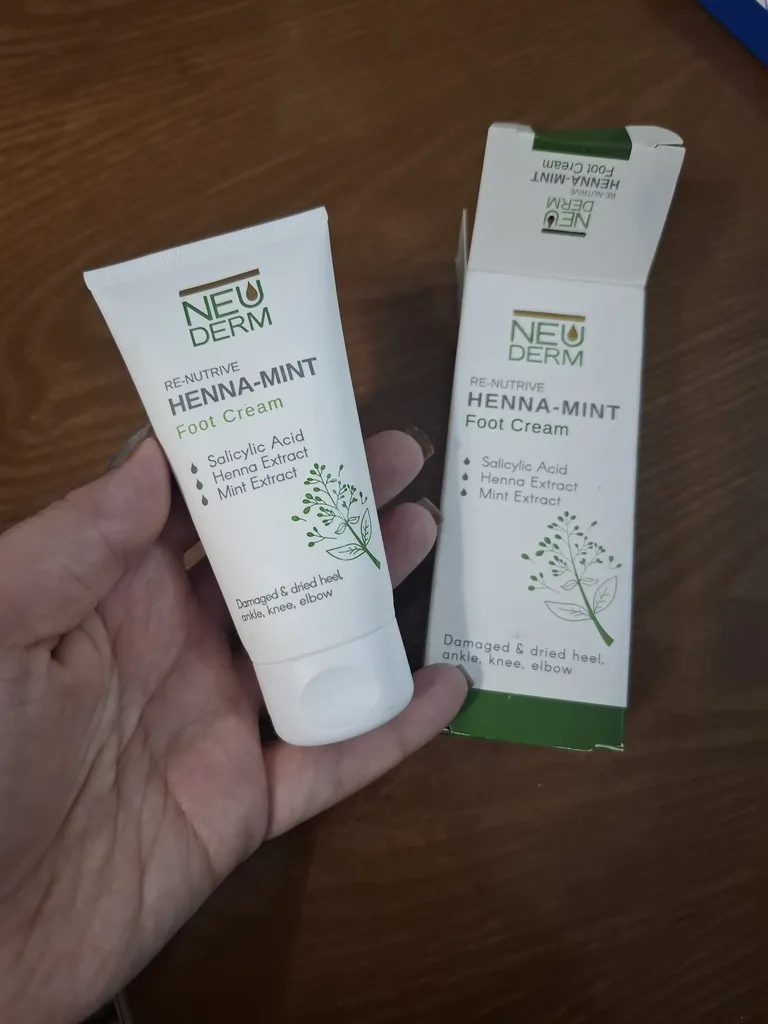 NEU
DERM
RE-NUTRIVE
HENNA-MINT
Foot Cream
Salicylic Acid
Henna Extract
Mint Extract
Damaged & dried heel,
ankle, knee, elbow
Foot Cream
HENNA-MINT
RE-NUTRIVE
NEU
DERM
NEU
DERM
RE-NUTRIVE
HENNA-MINT
Foot Cream
Salicylic Acid
Henna Extract
Mint Extract
Damaged & dried heel,
ankle, knee, elbow